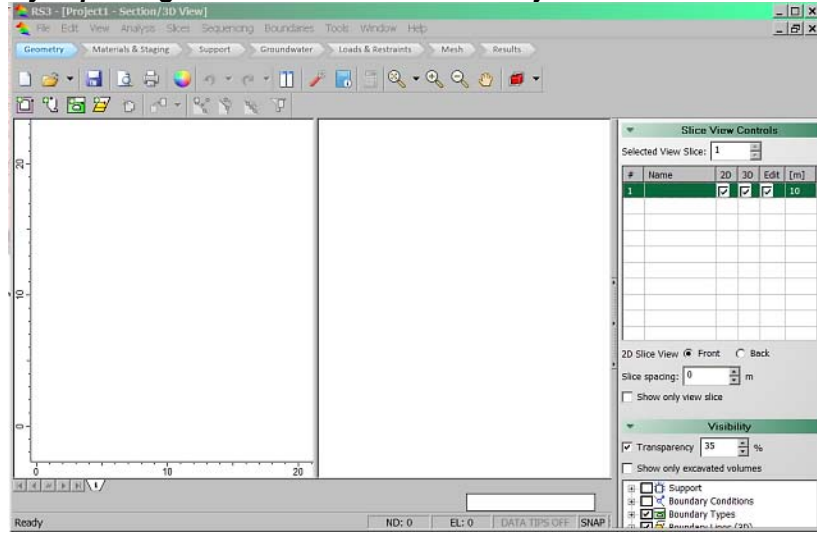 RS3 - [Project1 - Section/3D View]
File Edit View Analysis Slices Sequencing Boundaries Tools Window Help
Geometry Materials & Staging Support Groundwater Loads & Restraints Mesh Results
Slice View Controls
Selected View Slice: 1
# Name 2D 3D Edit [m]
1 10
20
10
0
2D Slice View Front Back
Slice spacing: 0 m
Show only view slice
Visibility
Transparency 35 %
Show only excavated volumes
0 10 20
Support
Boundary Conditions
Boundary Types
Boundary Lines (3D)
1
Ready ND: 0 EL: 0 DATA TIPS OFF SNAP